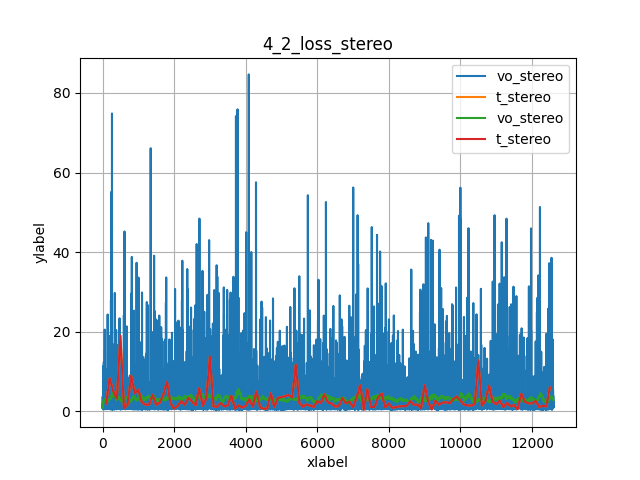 4_2_loss_stereo
vo_stereo
t_stereo
vo_stereo
t_stereo
ylabel
80
60
40
20
0
0 2000 4000 6000 8000 10000 12000
xlabel